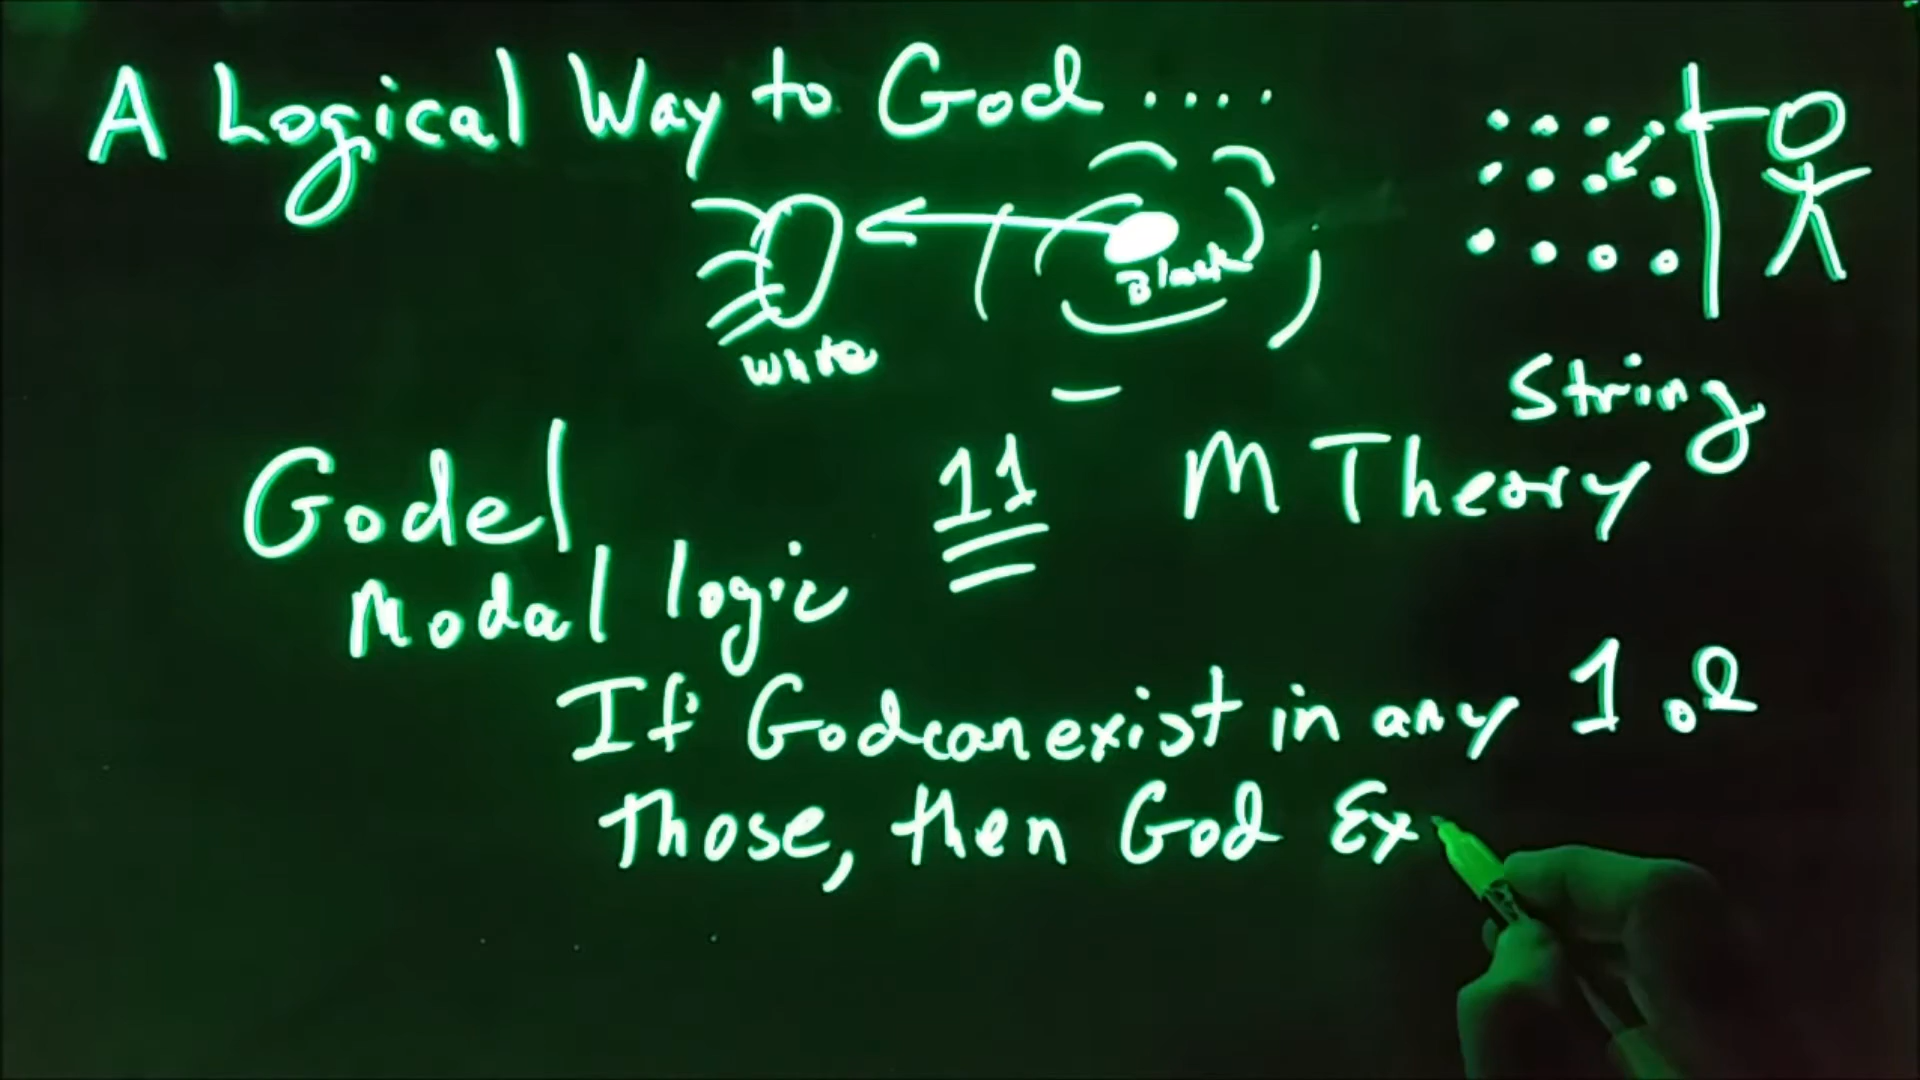 A Logical Way to God ....
Black
White
String
Godel
11
M Theory
Modal logic
If God can exist in any 1 of
those, then God Ex